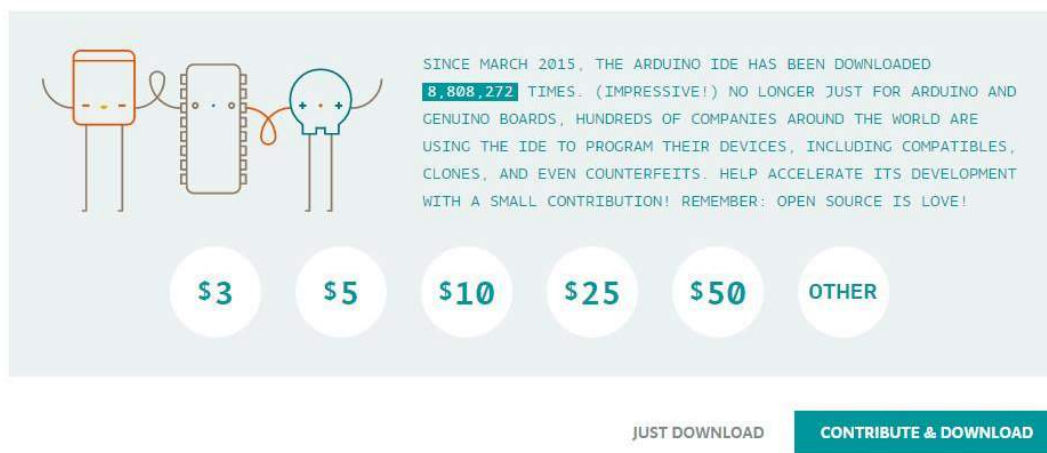 SINCE MARCH 2015, THE ARDUINO IDE HAS BEEN DOWNLOADED
8,808,272 TIMES. (IMPRESSIVE!) NO LONGER JUST FOR ARDUINO AND
GENUINO BOARDS, HUNDREDS OF COMPANIES AROUND THE WORLD ARE
USING THE IDE TO PROGRAM THEIR DEVICES, INCLUDING COMPATIBLES,
CLONES, AND EVEN COUNTERFEITS. HELP ACCELERATE ITS DEVELOPMENT
WITH A SMALL CONTRIBUTION! REMEMBER: OPEN SOURCE IS LOVE!
$3 $5 $10 $25 $50 OTHER
JUST DOWNLOAD CONTRIBUTE & DOWNLOAD